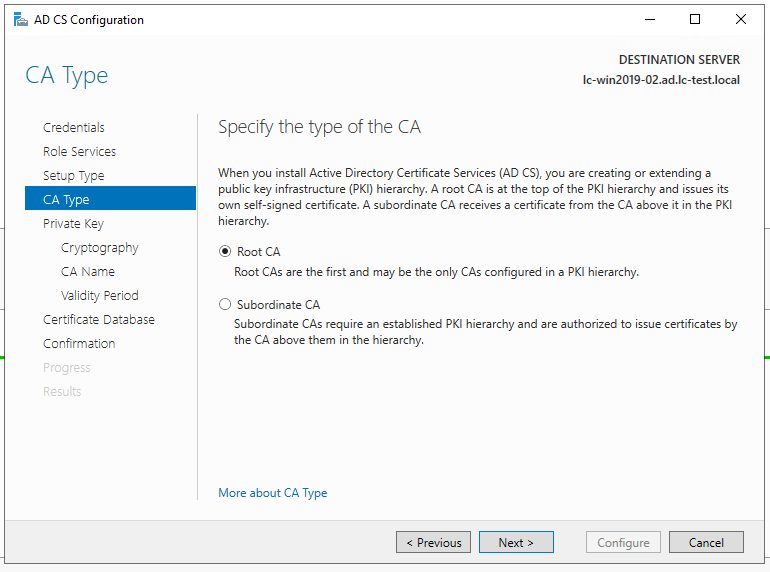 AD CS Configuration
CA Type
DESTINATION SERVER
lc-win2019-02.ad.lc-test.local
Credentials
Role Services
Setup Type
CA Type
Private Key
Cryptography
CA Name
Validity Period
Certificate Database
Confirmation
Progress
Results
Specify the type of the CA
When you install Active Directory Certificate Services (AD CS), you are creating or extending a
public key infrastructure (PKI) hierarchy. A root CA is at the top of the PKI hierarchy and issues its
own self-signed certificate. A subordinate CA receives a certificate from the CA above it in the PKI
hierarchy.
Root CA
Root CAs are the first and may be the only CAs configured in a PKI hierarchy.
Subordinate CA
Subordinate CAs require an established PKI hierarchy and are authorized to issue certificates by
the CA above them in the hierarchy.
More about CA Type
< Previous
Next >
Configure
Cancel